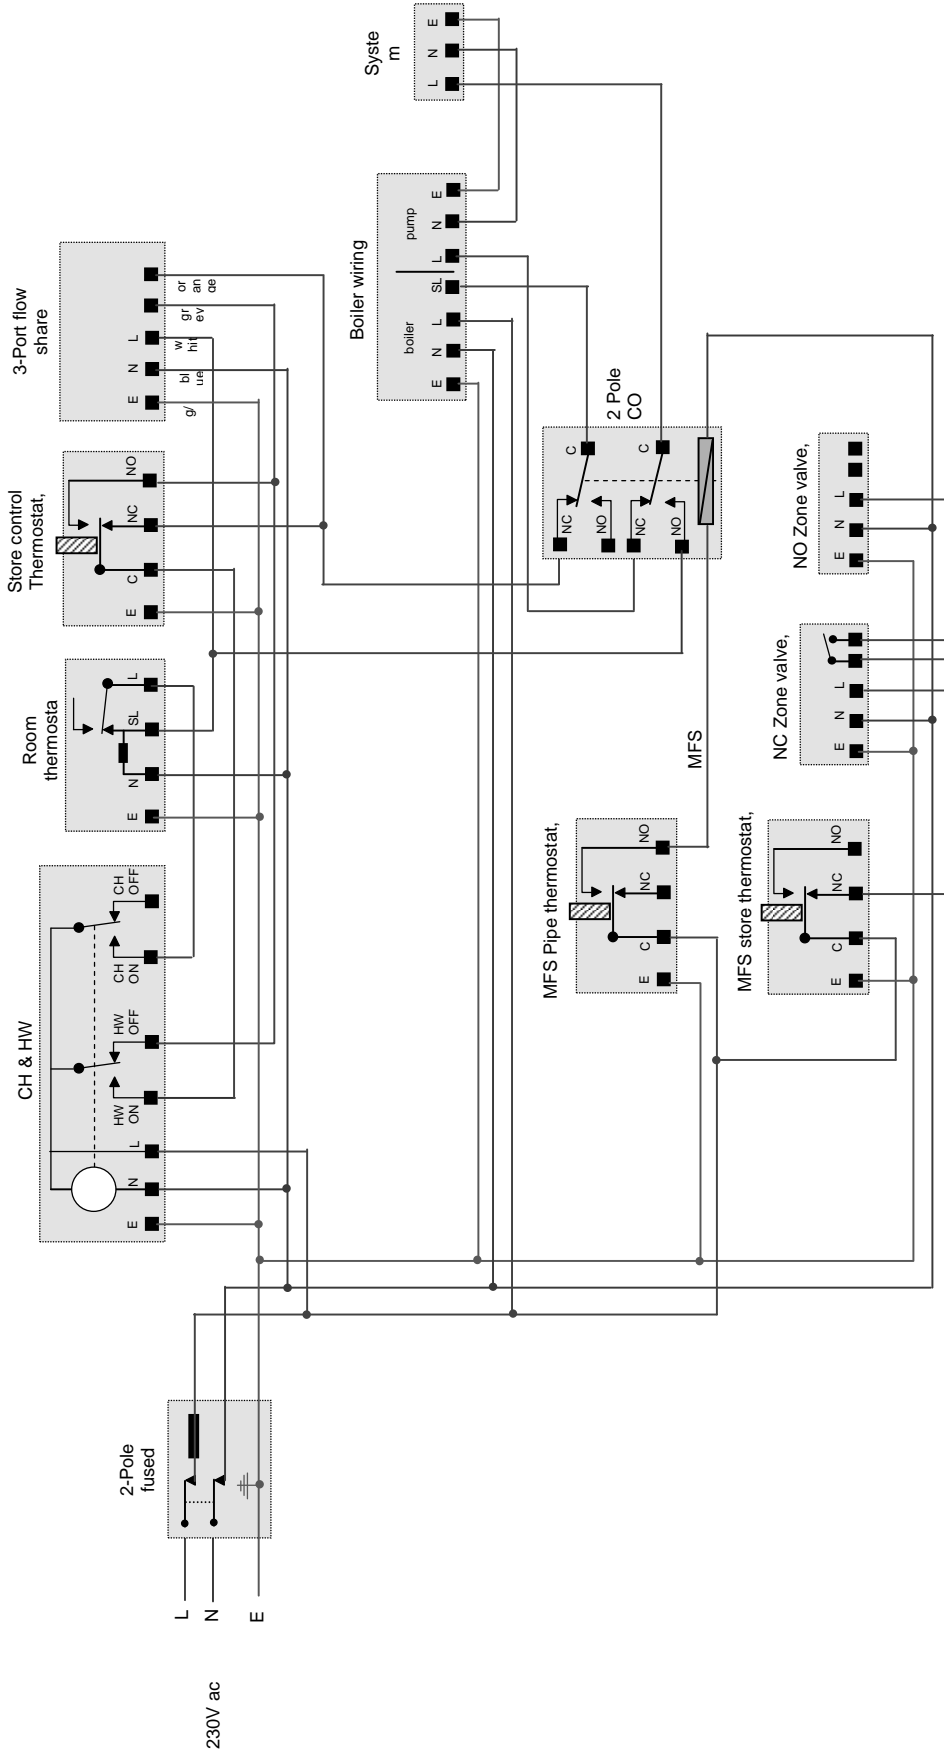 CH & HW
E
N
L
HW
ON
HW
OFF
CH
ON
CH
OFF
Room
thermosta
E
N
SL
L
Store control
Thermostat,
E
C
NC
NO
3-Port flow
share
E
N
L
g/
bl
ue
w
hit
gr
ey
or
an
ge
2-Pole
fused
L
N
E
230V ac
Boiler wiring
boiler
pump
E
N
L
SL
L
N
E
Syste
m
L
N
E
2 Pole
CO
NC
NO
C
NC
NO
C
MFS Pipe thermostat,
E
C
NC
NO
MFS
MFS store thermostat,
E
C
NC
NO
NC Zone valve,
E
N
L
NO Zone valve,
E
N
L